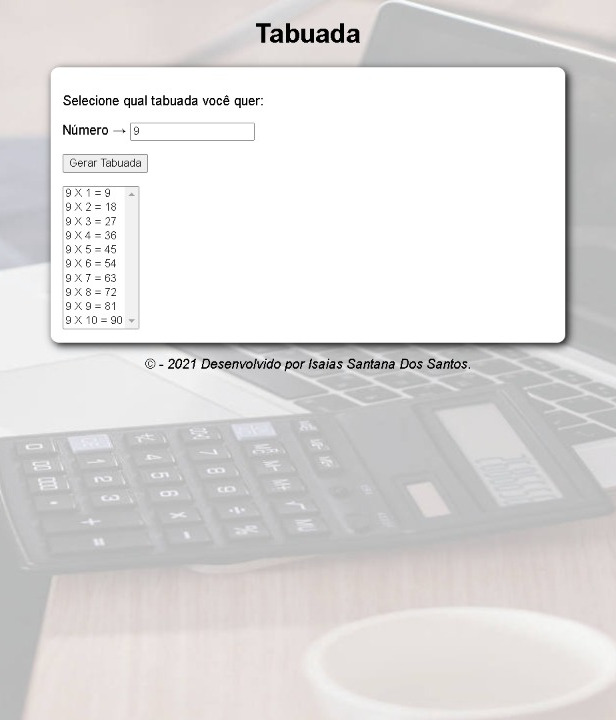 Tabuada
Selecione qual tabuada você quer:
Número → 9
Gerar Tabuada
9 X 1 = 9
9 X 2 = 18
9 X 3 = 27
9 X 4 = 36
9 X 5 = 45
9 X 6 = 54
9 X 7 = 63
9 X 8 = 72
9 X 9 = 81
9 X 10 = 90
© - 2021 Desenvolvido por Isaias Santana Dos Santos.